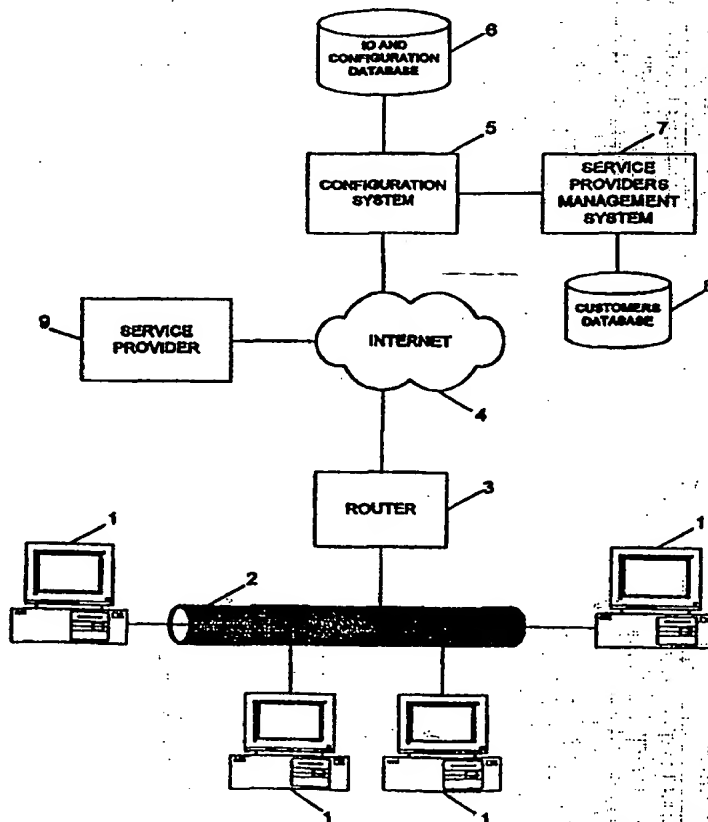 6
ID AND
CONFIGURATION
DATABASE
5
7
CONFIGURATION
SYSTEM
SERVICE
PROVIDERS
MANAGEMENT
SYSTEM
8
CUSTOMERS
DATABASE
9
SERVICE
PROVIDER
INTERNET
4
3
ROUTER
1
1
2
1
1